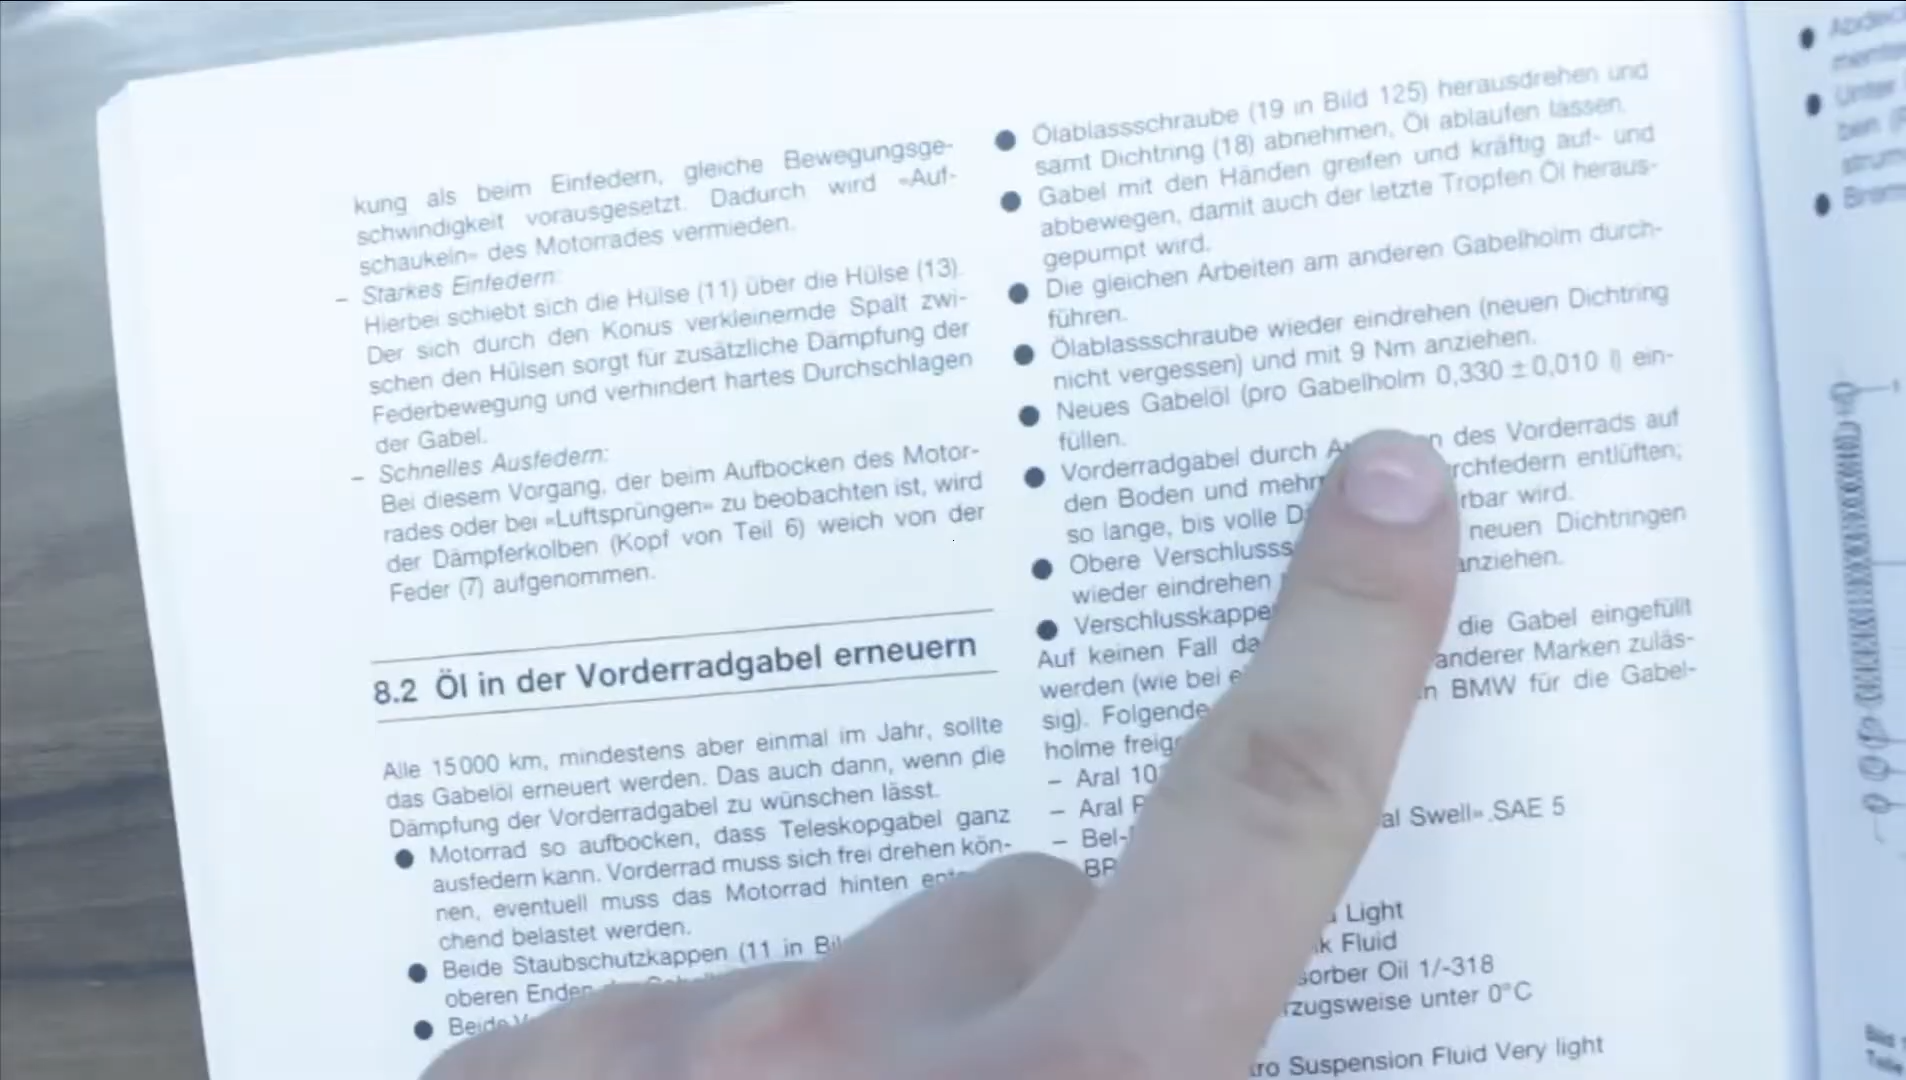 kung als beim Einfedern, gleiche Bewegungsge-
schwindigkeit vorausgesetzt. Dadurch wird «Auf-
schaukeln» des Motorrades vermieden.
– Starkes Einfedern:
Hierbei schiebt sich die Hülse (11) über die Hülse (13).
Der sich durch den Konus verkleinernde Spalt zwi-
schen den Hülsen sorgt für zusätzliche Dämpfung der
Federbewegung und verhindert hartes Durchschlagen
der Gabel.
– Schnelles Ausfedern:
Bei diesem Vorgang, der beim Aufbocken des Motor-
rades oder bei «Luftsprüngen» zu beobachten ist, wird
der Dämpferkolben (Kopf von Teil 6) weich von der
Feder (7) aufgenommen.
8.2 Öl in der Vorderradgabel erneuern
Alle 15000 km, mindestens aber einmal im Jahr, sollte
das Gabelöl erneuert werden. Das auch dann, wenn die
Dämpfung der Vorderradgabel zu wünschen lässt.
● Motorrad so aufbocken, dass Teleskopgabel ganz
ausfedern kann. Vorderrad muss sich frei drehen kön-
nen, eventuell muss das Motorrad hinten
chend belastet werden.
● Beide Staubschutzkappen (11 in
oberen Enden
● Beide
● Ölablassschraube (19 in Bild 125) herausdrehen und
samt Dichtring (18) abnehmen, Öl ablaufen lassen.
● Gabel mit den Händen greifen und kräftig auf- und
abbewegen, damit auch der letzte Tropfen Öl heraus-
gepumpt wird.
● Die gleichen Arbeiten am anderen Gabelholm durch-
führen.
● Ölablassschraube wieder eindrehen (neuen Dichtring
nicht vergessen) und mit 9 Nm anziehen.
● Neues Gabelöl (pro Gabelholm 0,330 ± 0,010 l) ein-
füllen.
● Vorderradgabel durch des Vorderrads auf
den Boden und rchfedern entlüften;
so lange, bis volle rbar wird.
● Obere neuen Dichtringen
wieder eindrehen anziehen.
● Verschlusskappe
Auf keinen Fall die Gabel eingefüllt
werden (wie bei anderer Marken zuläs-
sig). Folgende BMW für die Gabel-
holme
– Aral
– Aral al Swell» SAE 5
–
BP
Light
Fluid
sorber Oil 1/-318
rzugsweise unter 0°C
Suspension Fluid Very light
● Unter